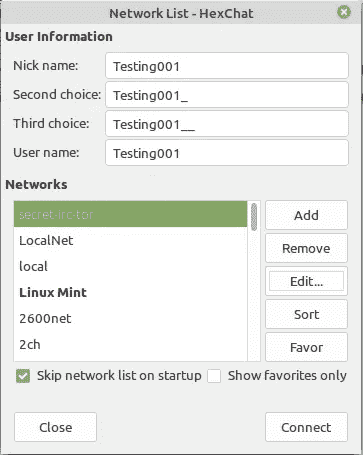 Network List - HexChat
User Information
Nick name: Testing001
Second choice: Testing001_
Third choice: Testing001__
User name: Testing001
Networks
secret-irc-tor
LocalNet
local
Linux Mint
2600net
2ch
Add
Remove
Edit...
Sort
Favor
Skip network list on startup
Show favorites only
Close
Connect